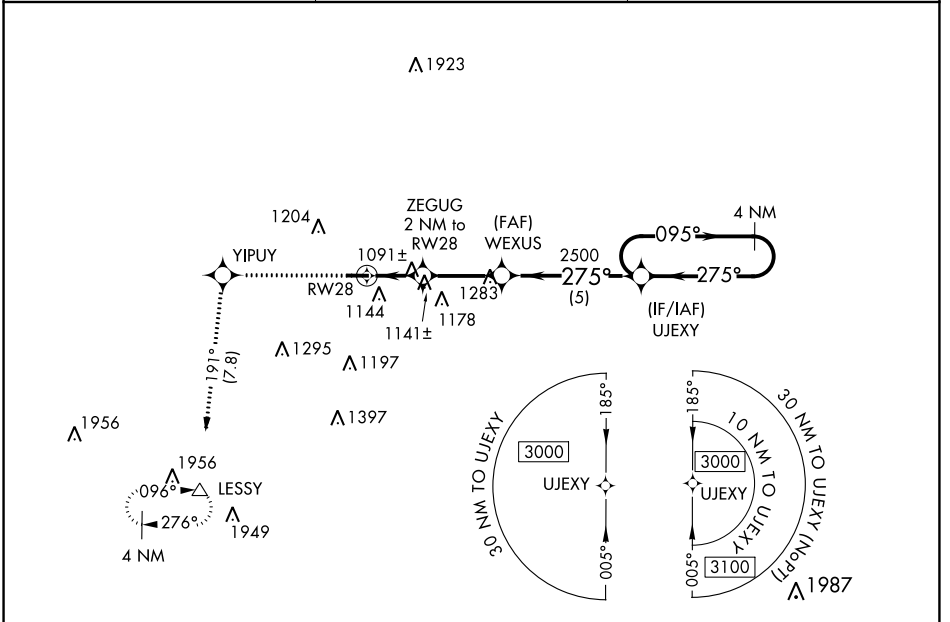 1923
ZEGUG
2 NM to
RW28
(FAF)
WEXUS
4 NM
1204
095°
YIPUY
1091±
2500
275°
275°
(5)
RW28
1144
1283
1178
1141±
(IF/IAF)
UJEXY
191°
(7.8)
1295
1197
1397
1956
1956
096°
LESSY
276°
1949
4 NM
30 NM TO UJEXY
185°
3000
UJEXY
005°
30 NM TO UJEXY (NoPT)
185°
10 NM TO UJEXY
3000
UJEXY
005°
3100
1987